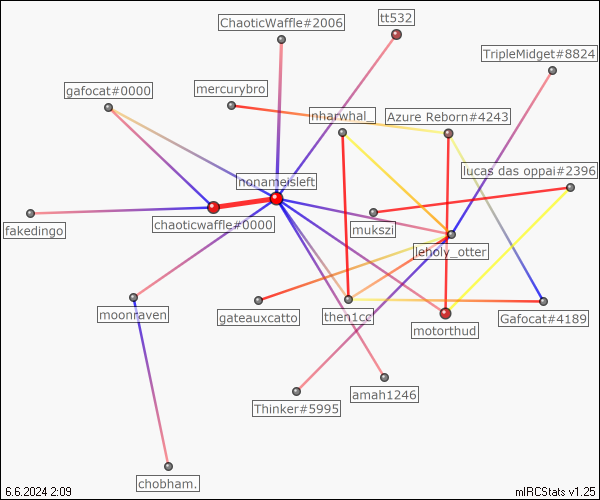 ChaoticWaffle#2006
tt532
TripleMidget#8824
gafocat#0000
mercurybro
nharwhal_
Azure Reborn#4243
lucas das oppai#2396
nonameisleft
chaoticwaffle#0000
fakedingo
mukszi
leholy_otter
moonraven
gateauxcatto
then1cc
motorthud
Gafocat#4189
Thinker#5995
amah1246
chobham.
6.6.2024 2:09
mIRCStats v1.25